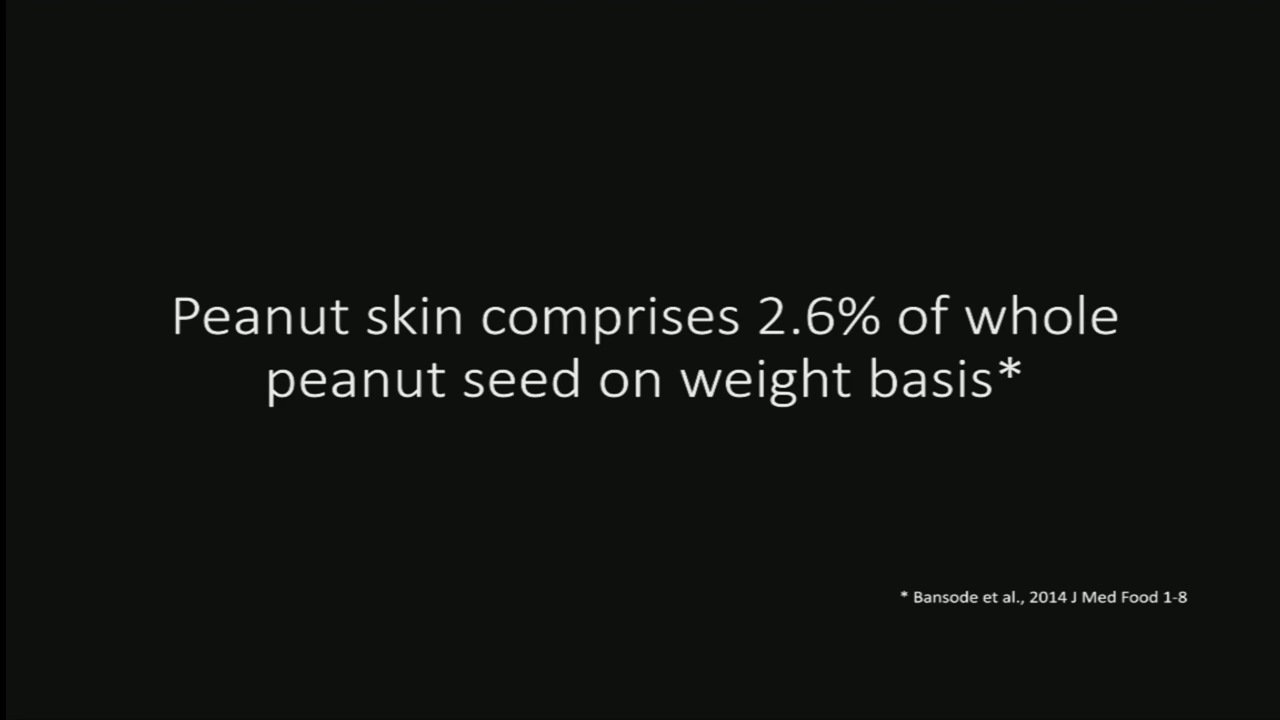 Peanut skin comprises 2.6% of whole
peanut seed on weight basis*
* Bansode et al., 2014 J Med Food 1-8